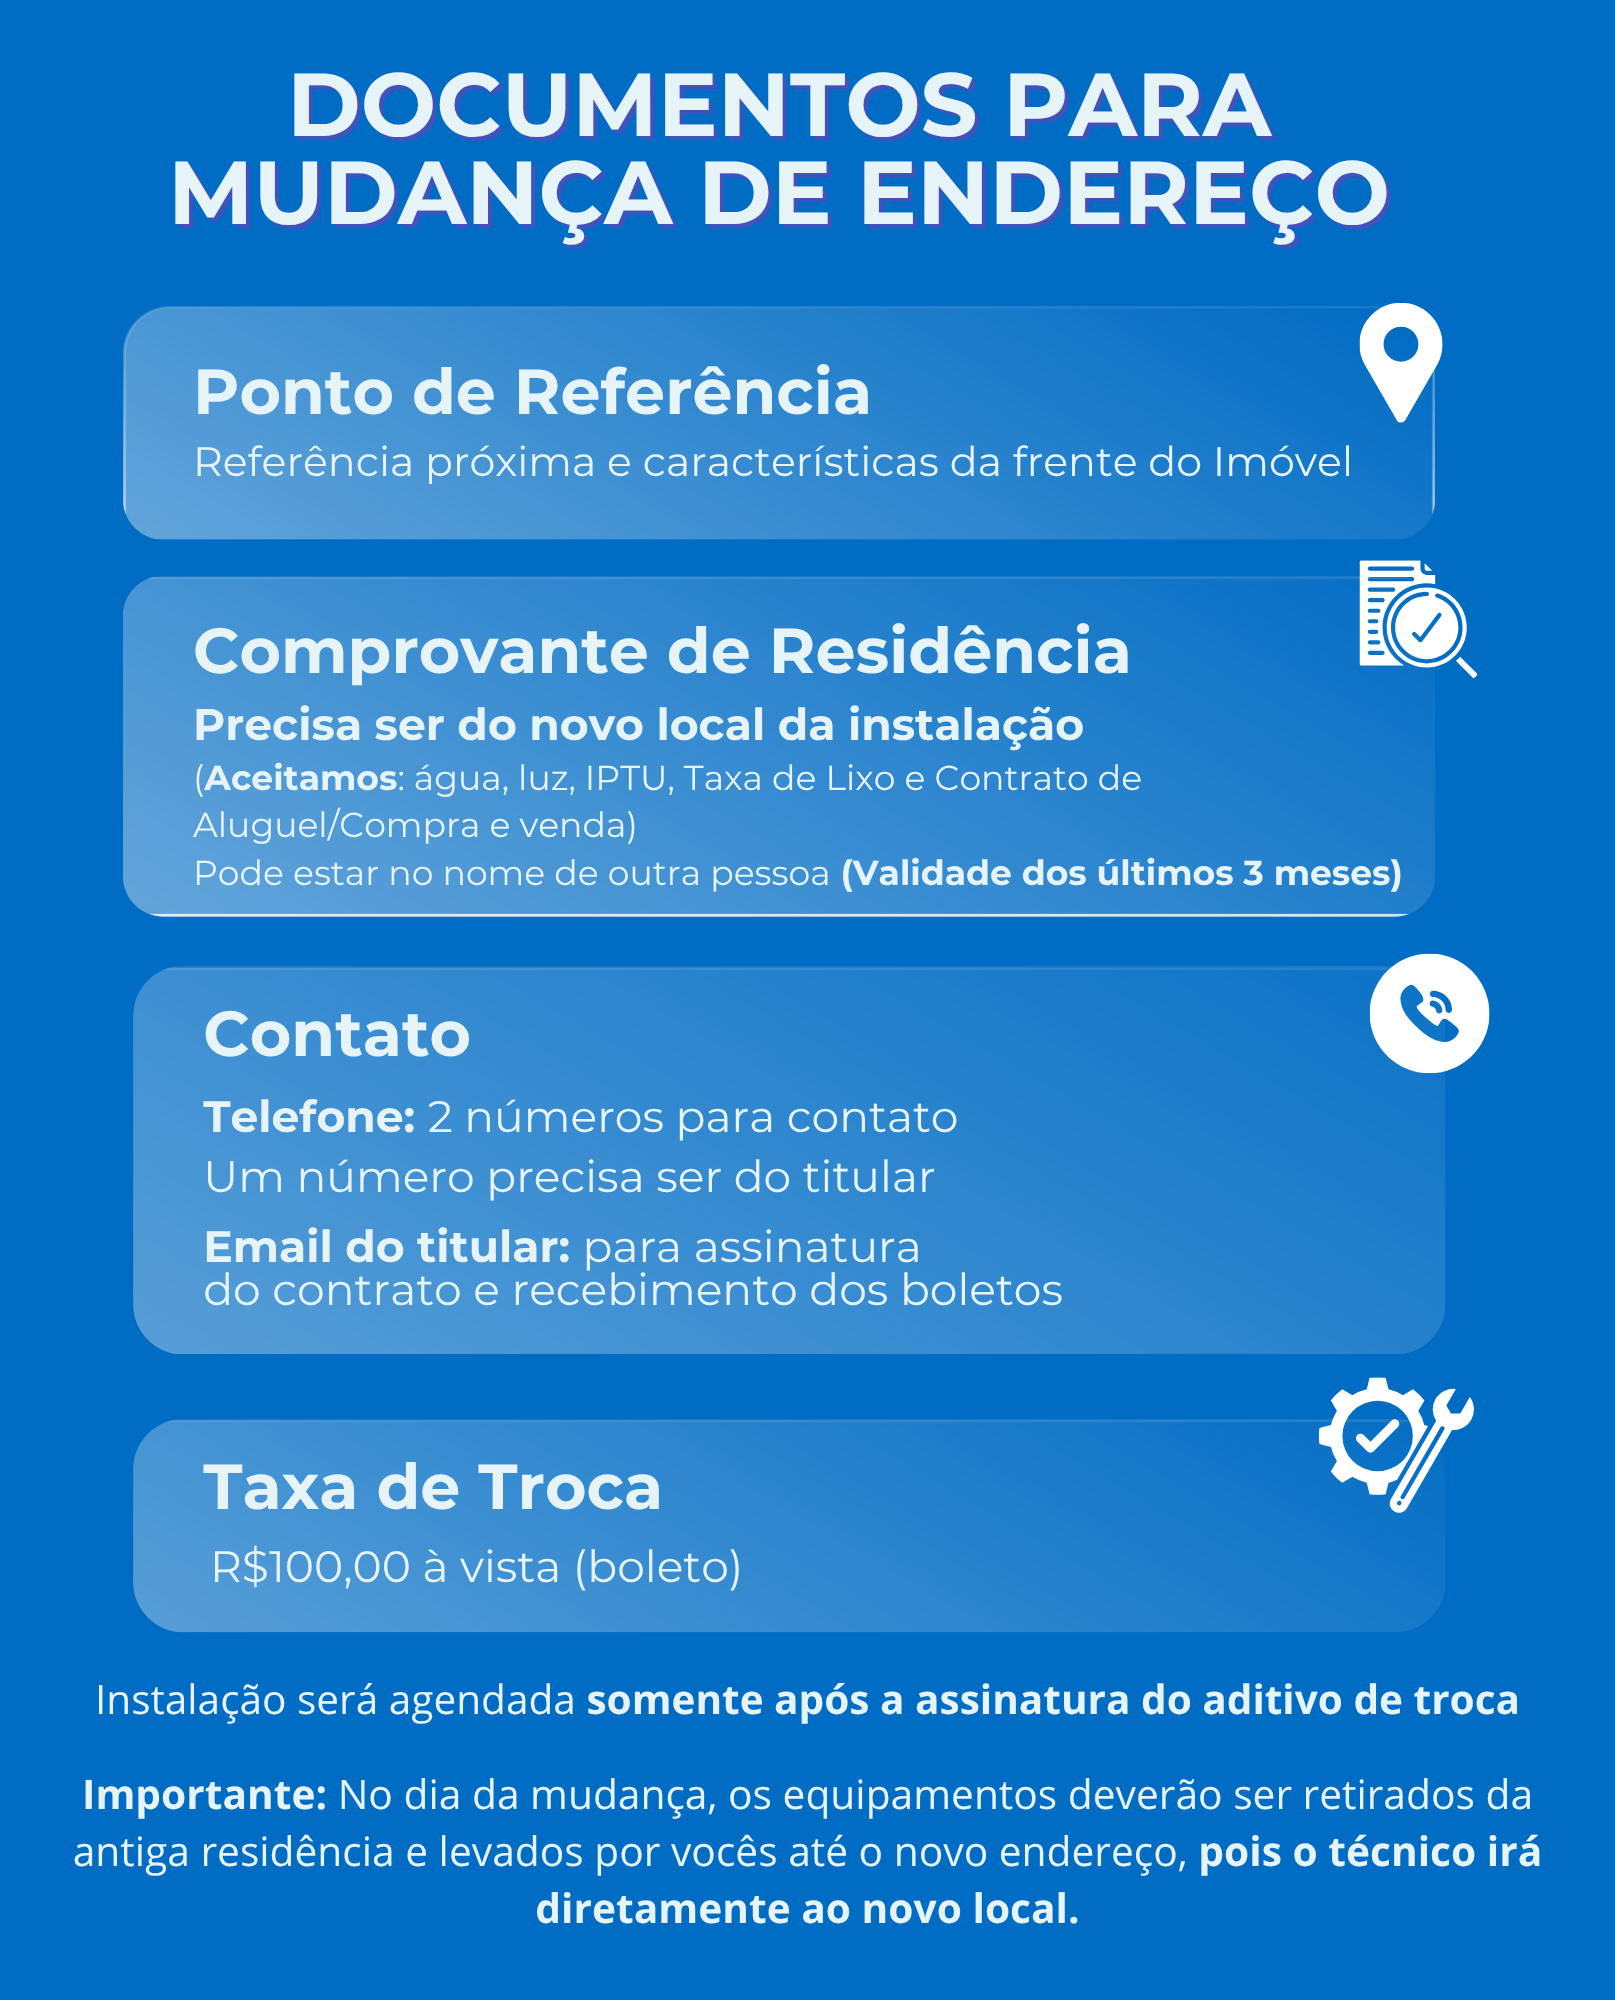 DOCUMENTOS PARA
MUDANÇA DE ENDEREÇO
Ponto de Referência
Referência próxima e características da frente do Imóvel
Comprovante de Residência
Precisa ser do novo local da instalação
(Aceitamos: água, luz, IPTU, Taxa de Lixo e Contrato de
Aluguel/Compra e venda)
Pode estar no nome de outra pessoa (Validade dos últimos 3 meses)
Contato
Telefone: 2 números para contato
Um número precisa ser do titular
Email do titular: para assinatura
do contrato e recebimento dos boletos
Taxa de Troca
R$100,00 à vista (boleto)
Instalação será agendada somente após a assinatura do aditivo de troca
Importante: No dia da mudança, os equipamentos deverão ser retirados da
antiga residência e levados por vocês até o novo endereço, pois o técnico irá
diretamente ao novo local.